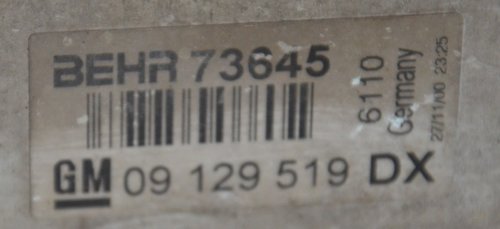 BEHR 73645
GM 09 129 519 DX
6110
Germany
27/11/00 23:25